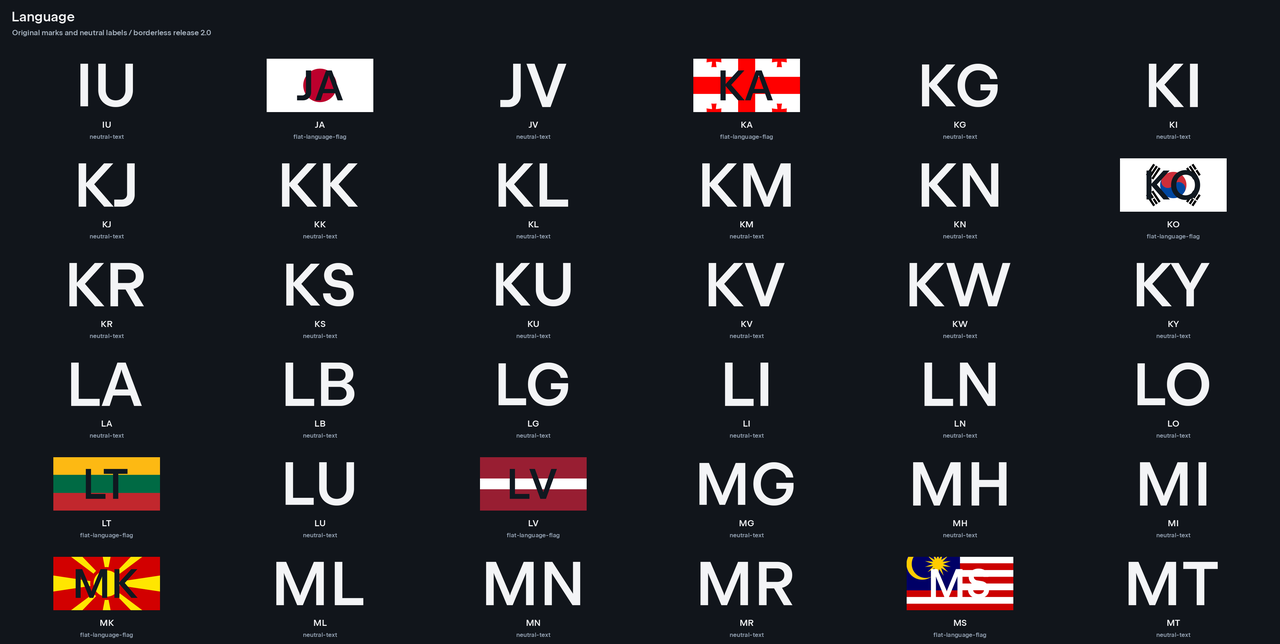 Language
Original marks and neutral labels / borderless release 2.0
IU JA JV KA KG KI
IU JA JV KA KG KI
neutral-text flat-language-flag neutral-text flat-language-flag neutral-text neutral-text
KJ KK KL KM KN KO
KJ KK KL KM KN KO
neutral-text neutral-text neutral-text neutral-text neutral-text flat-language-flag
KR KS KU KV KW KY
KR KS KU KV KW KY
neutral-text neutral-text neutral-text neutral-text neutral-text neutral-text
LA LB LG LI LN LO
LA LB LG LI LN LO
neutral-text neutral-text neutral-text neutral-text neutral-text neutral-text
LT LU LV MG MH MI
LT LU LV MG MH MI
flat-language-flag neutral-text flat-language-flag neutral-text neutral-text neutral-text
MK ML MN MR MS MT
MK ML MN MR MS MT
flat-language-flag neutral-text neutral-text neutral-text flat-language-flag neutral-text